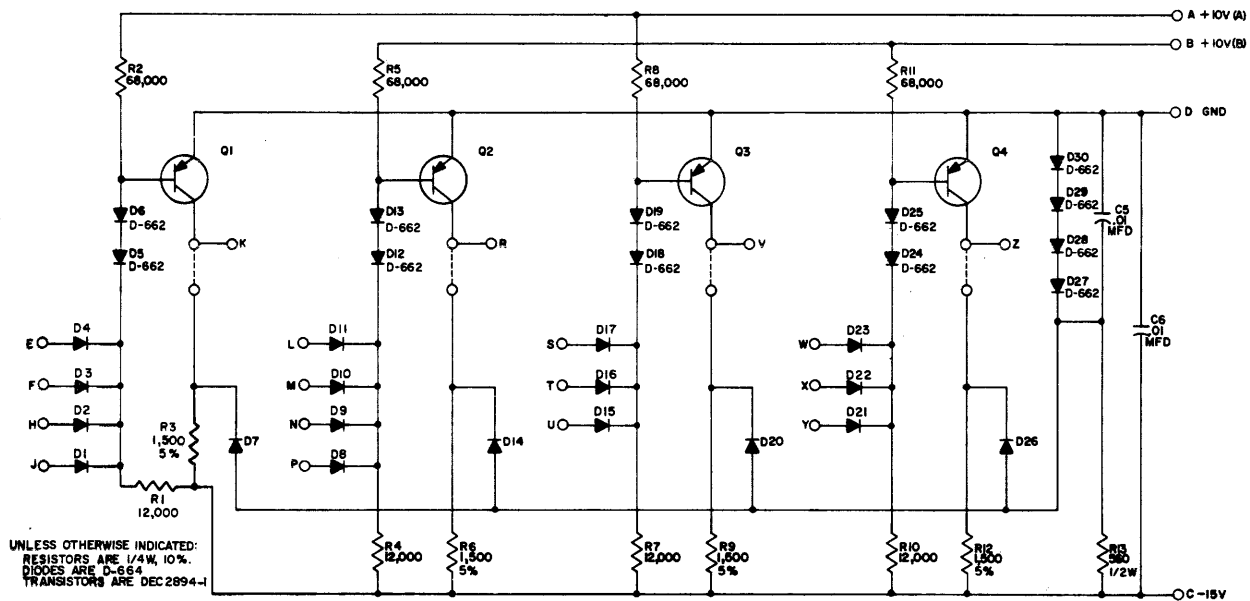 A +10V(A)
B +10V(B)
R2
68,000
R5
68,000
R8
68,000
R11
68,000
D GND
Q1
Q2
Q3
Q4
D30
D-662
D29
D-662
D28
D-662
D27
D-662
C5
.01
MFD
C6
.01
MFD
D6
D-662
D5
D-662
D13
D-662
D12
D-662
D19
D-662
D18
D-662
D25
D-662
D24
D-662
K
R
V
Z
E
D4
F
D3
H
D2
J
D1
L
D11
M
D10
N
D9
P
D8
S
D17
T
D16
U
D15
W
D23
X
D22
Y
D21
R3
1,500
5%
D7
D14
D20
D26
R1
12,000
R4
12,000
R6
1,500
5%
R7
12,000
R9
1,500
5%
R10
12,000
R12
1,500
5%
R13
560
1/2W
UNLESS OTHERWISE INDICATED:
RESISTORS ARE 1/4W, 10%.
DIODES ARE D-664
TRANSISTORS ARE DEC2894-1
C -15V